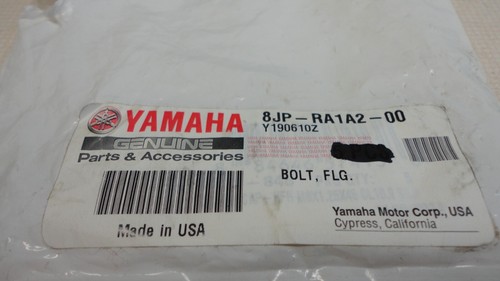 YAMAHA
GENUINE
Parts & Accessories
Made in USA
8JP-RA1A2-00
Y190610Z
BOLT, FLG.
Yamaha Motor Corp., USA
Cypress, California